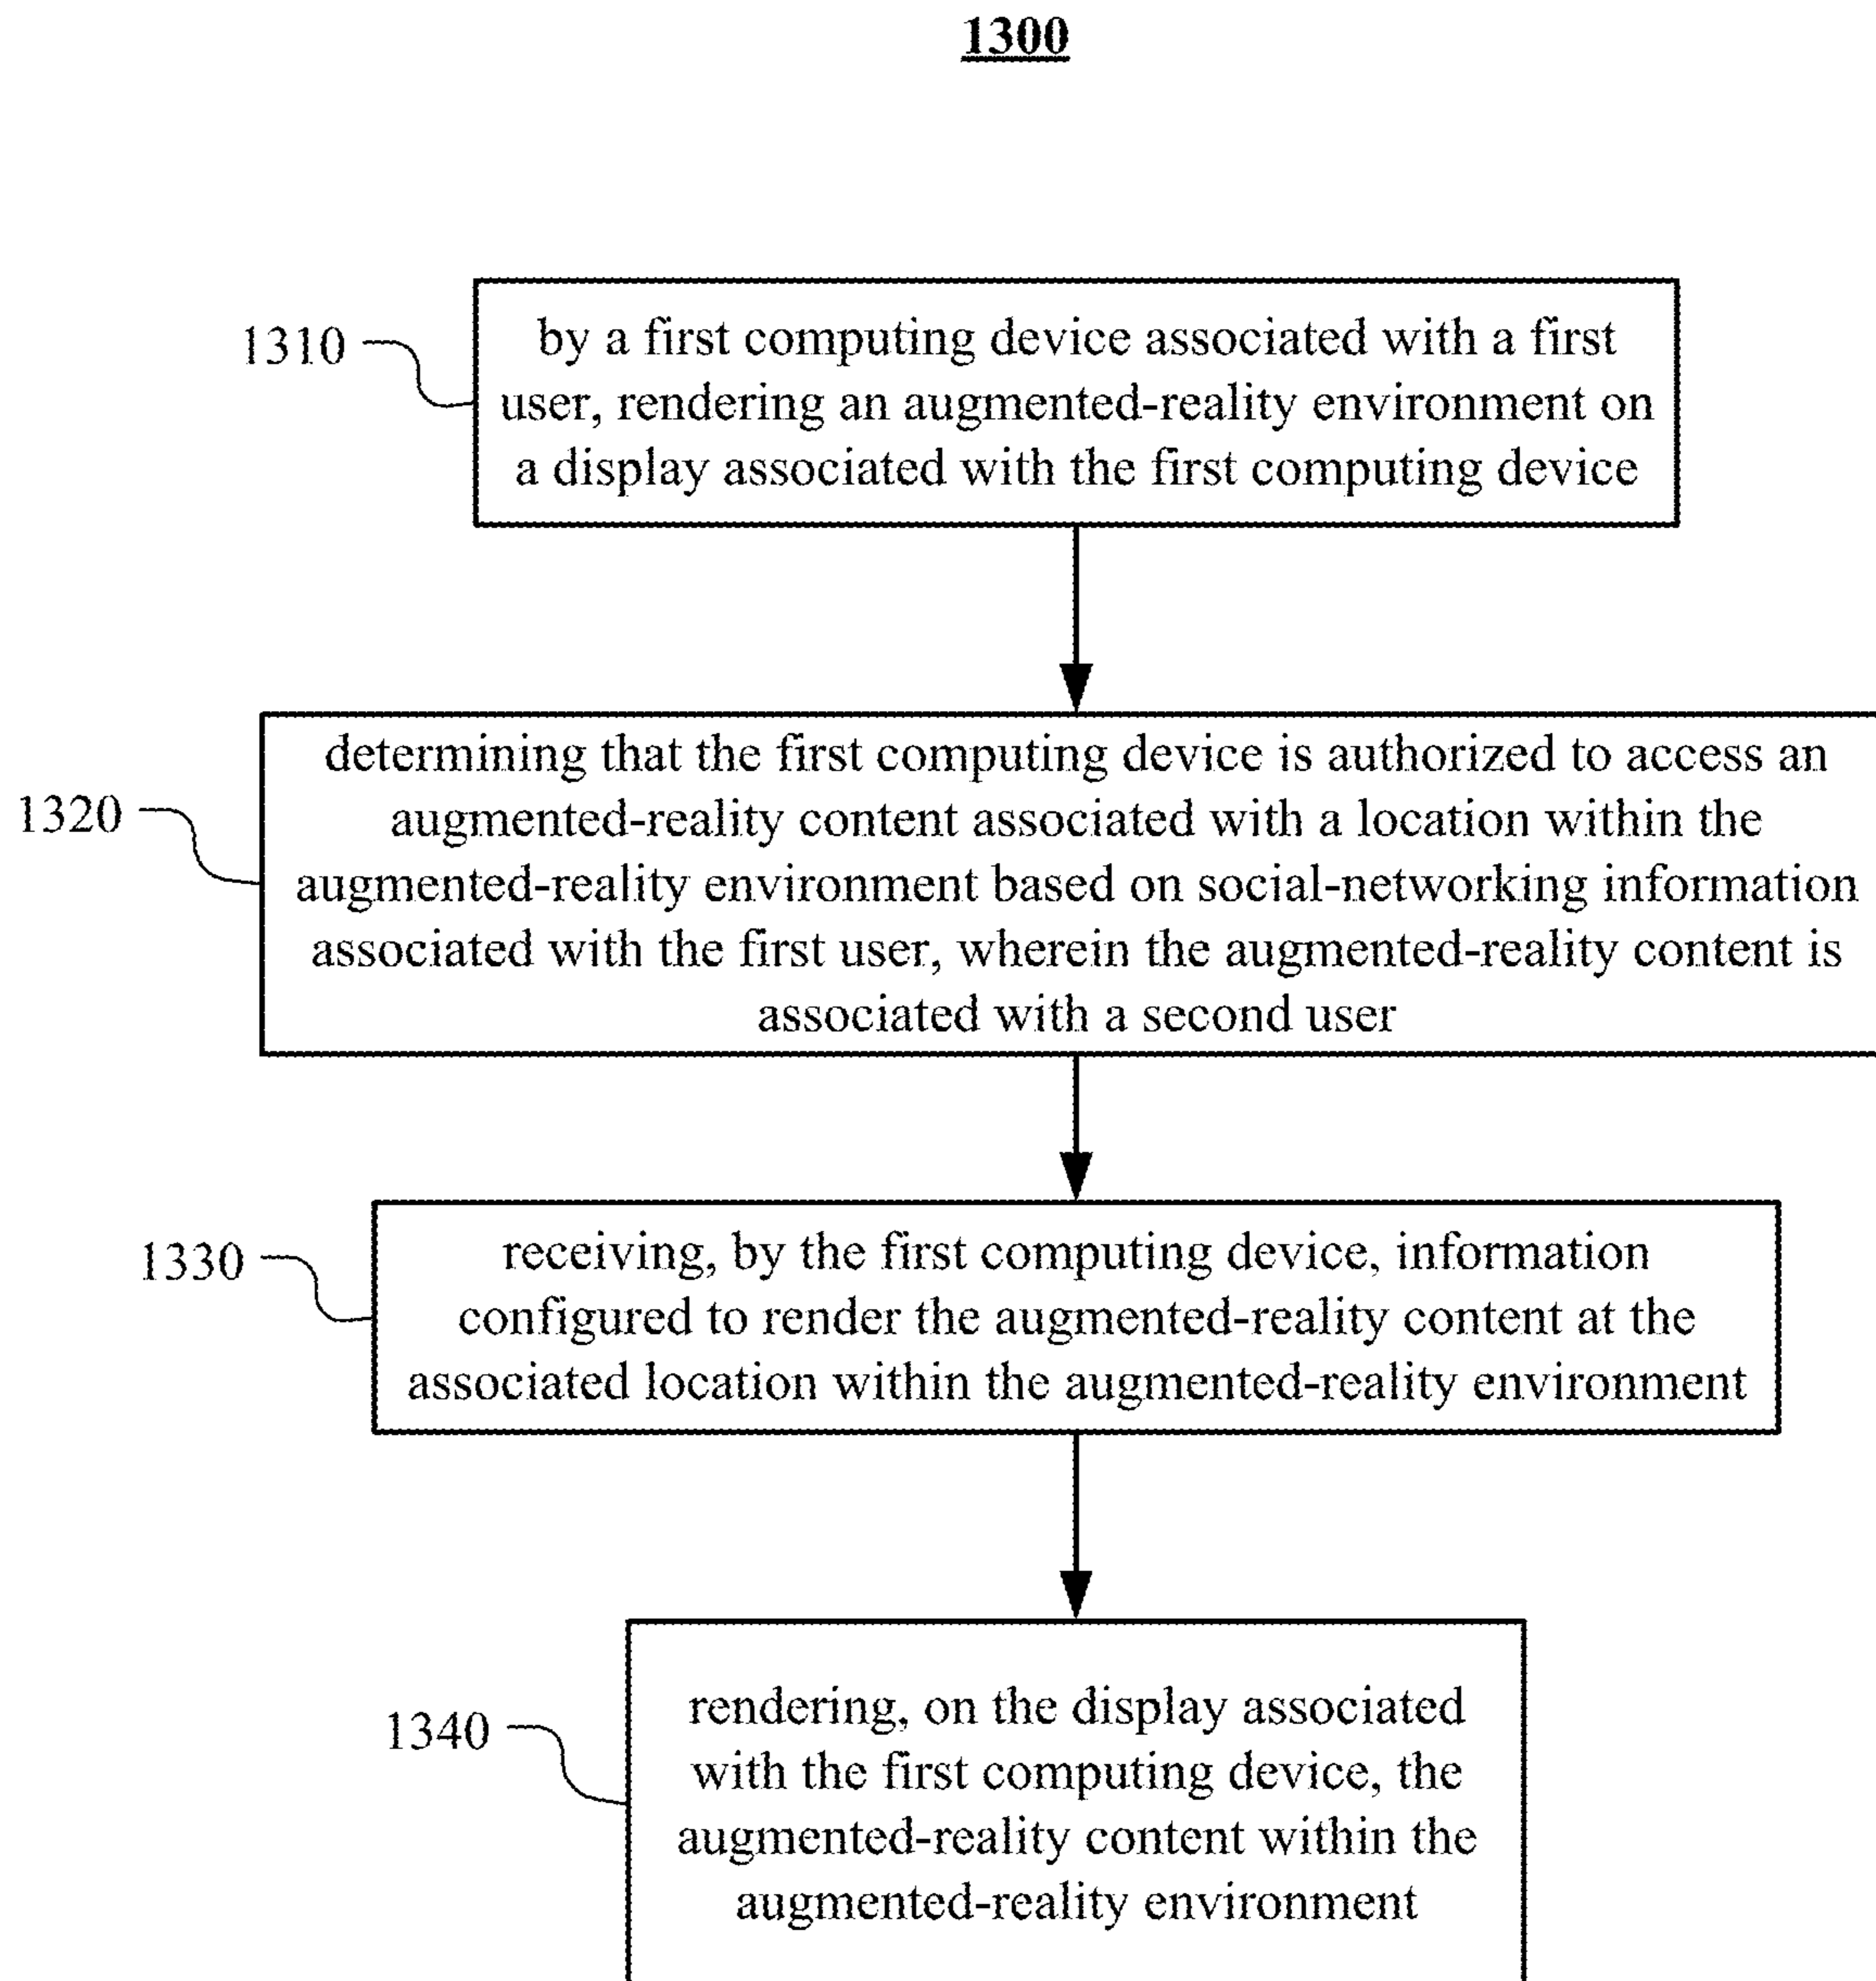 1300
1310
by a first computing device associated with a first
user, rendering an augmented-reality environment on
a display associated with the first computing device
1320
determining that the first computing device is authorized to access an
augmented-reality content associated with a location within the
augmented-reality environment based on social-networking information
associated with the first user, wherein the augmented-reality content is
associated with a second user
1330
receiving, by the first computing device, information
configured to render the augmented-reality content at the
associated location within the augmented-reality environment
1340
rendering, on the display associated
with the first computing device, the
augmented-reality content within the
augmented-reality environment